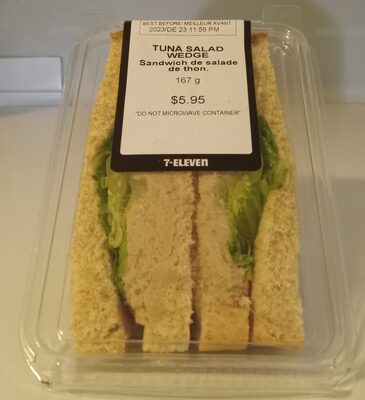 BEST BEFORE/MEILLEUR AVANT
2023/DE 23 11:59 PM
TUNA SALAD
WEDGE
Sandwich de salade
de thon.
167 g
$5.95
"DO NOT MICROWAVE CONTAINER"
7-ELEVEN